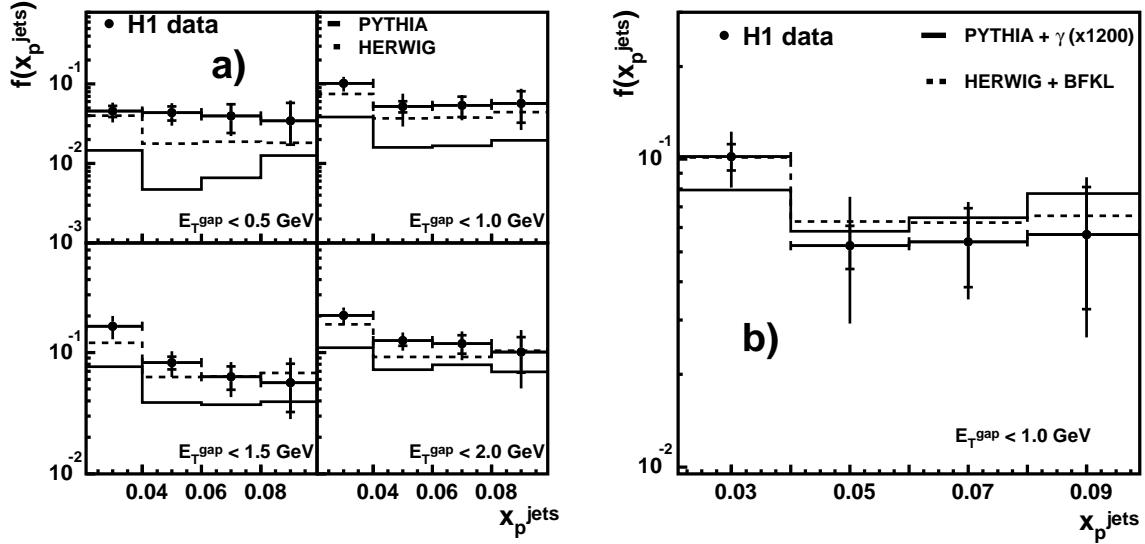 f(x_p^jets)
H1 data
PYTHIA
HERWIG
a)
10^-1
10^-2
10^-3
10^-1
10^-2
E_T^gap < 0.5 GeV
E_T^gap < 1.0 GeV
E_T^gap < 1.5 GeV
E_T^gap < 2.0 GeV
0.04 0.06 0.08 0.04 0.06 0.08
x_p^jets
f(x_p^jets)
H1 data
PYTHIA + γ (x1200)
HERWIG + BFKL
10^-1
10^-2
b)
E_T^gap < 1.0 GeV
0.03 0.05 0.07 0.09
x_p^jets